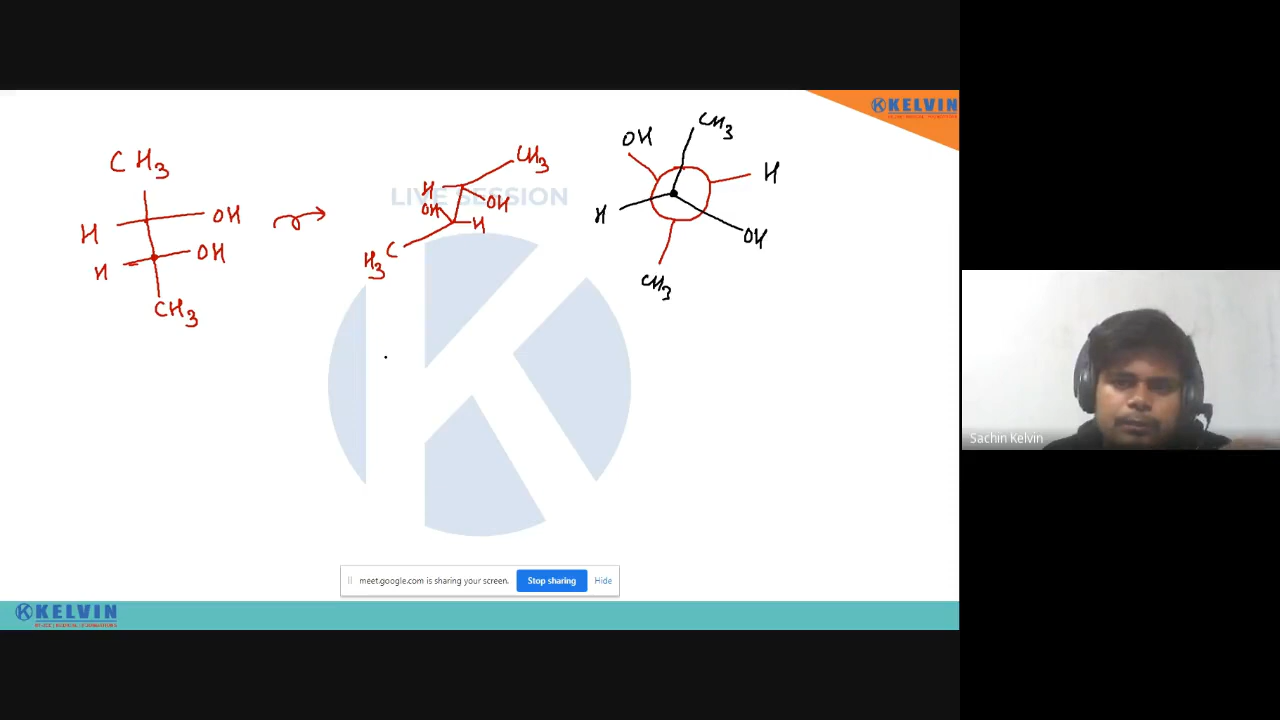 KELVIN
LIVE SESSION
CH3
H
OH
H
OH
CH3
CH3
H
OH
OH
H
H3C
CH3
OH
H
H
OH
CH3
Sachin Kelvin
meet.google.com is sharing your screen.
Stop sharing
Hide
KELVIN